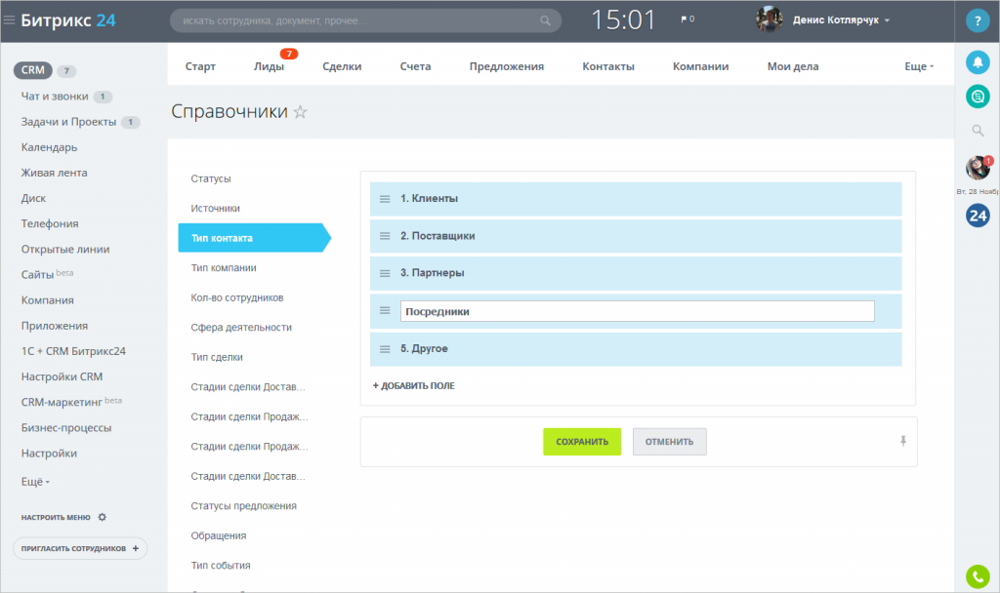 Битрикс 24
искать сотрудника, документ, прочее...
15:01
0
Денис Котлярчук
?
CRM 7
Чат и звонки 1
Задачи и Проекты 1
Календарь
Живая лента
Диск
Телефония
Открытые линии
Сайты beta
Компания
Приложения
1С + CRM Битрикс24
Настройки CRM
CRM-маркетинг beta
Бизнес-процессы
Настройки
Ещё
НАСТРОИТЬ МЕНЮ
ПРИГЛАСИТЬ СОТРУДНИКОВ +
7
Старт Лиды Сделки Счета Предложения Контакты Компании Мои дела Еще
Справочники
Статусы
Источники
Тип контакта
Тип компании
Кол-во сотрудников
Сфера деятельности
Тип сделки
Стадии сделки Достав...
Стадии сделки Продаж...
Стадии сделки Продаж...
Стадии сделки Достав...
Статусы предложения
Обращения
Тип события
1. Клиенты
2. Поставщики
3. Партнеры
Посредники
5. Другое
+ ДОБАВИТЬ ПОЛЕ
СОХРАНИТЬ ОТМЕНИТЬ
1
Вт, 28 Нояб
24